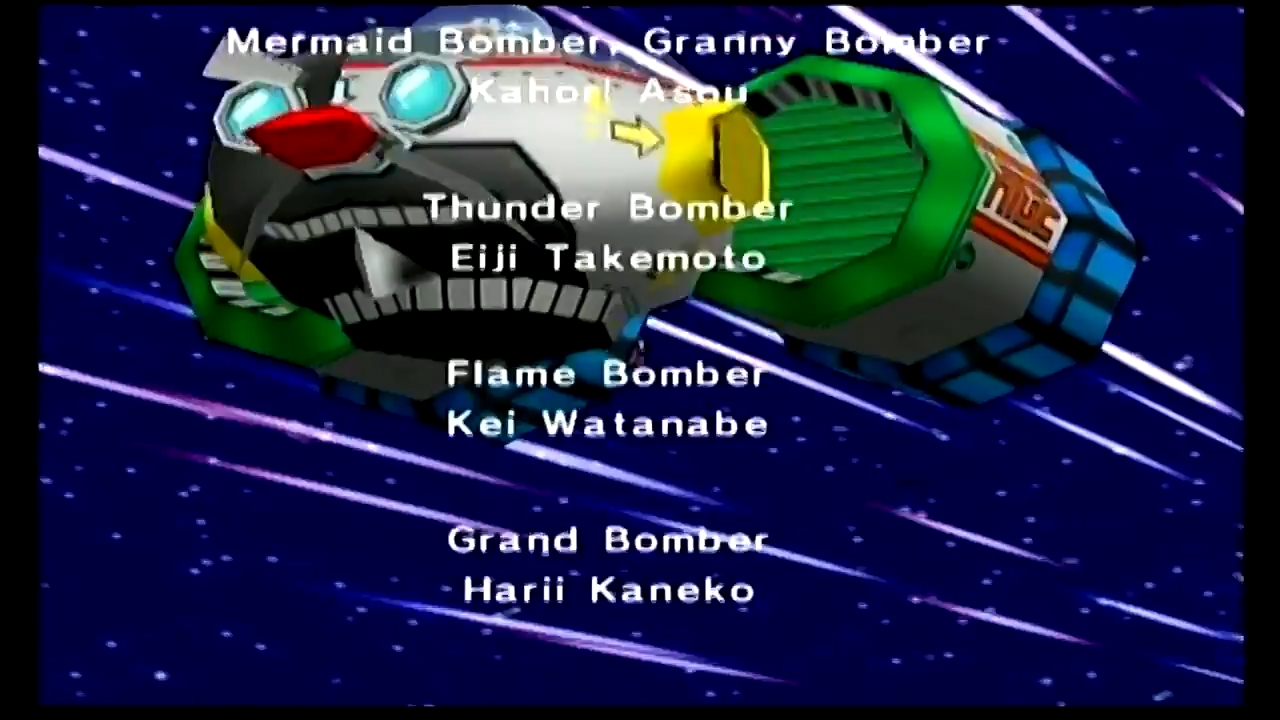 Mermaid Bomber, Granny Bomber
Kahori Asou
Thunder Bomber
Eiji Takemoto
Flame Bomber
Kei Watanabe
Grand Bomber
Harii Kaneko